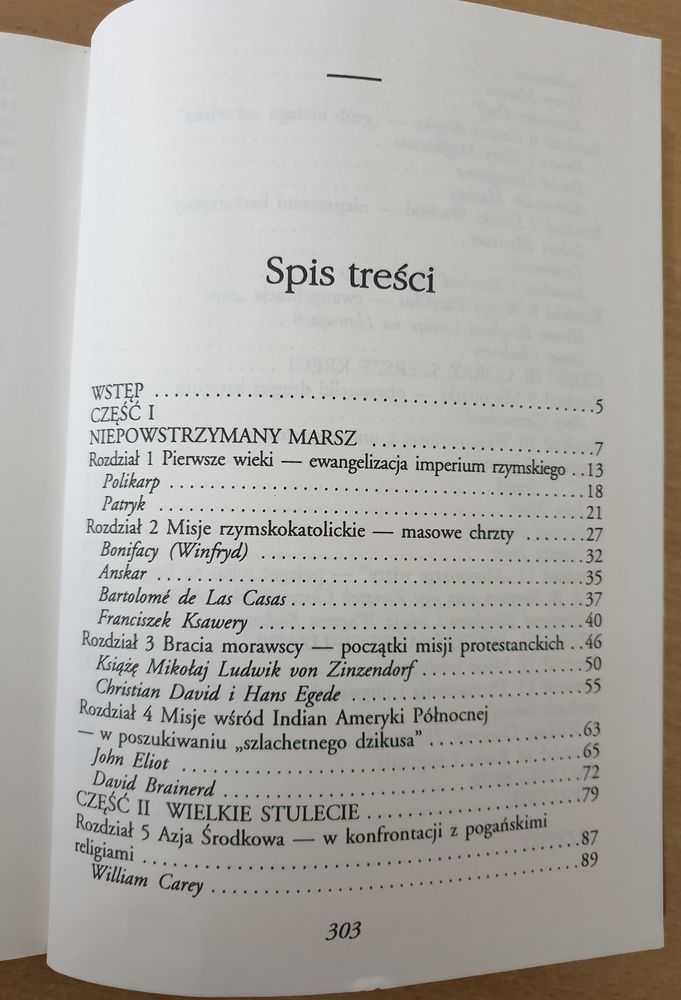 Spis treści
WSTĘP ..........................................5
CZĘŚĆ I
NIEPOWSTRZYMANY MARSZ ......................7
Rozdział 1 Pierwsze wieki — ewangelizacja imperium rzymskiego ..13
Polikarp ..........................................18
Patryk ..........................................21
Rozdział 2 Misje rzymskokatolickie — masowe chrzty .......27
Bonifacy (Winfryd) ................................32
Anskar ..........................................35
Bartolomé de Las Casas ............................37
Franciszek Ksawery ................................40
Rozdział 3 Bracia morawscy — początki misji protestanckich ..46
Książę Mikołaj Ludwik von Zinzendorf ................50
Christian David i Hans Egede ........................55
Rozdział 4 Misje wśród Indian Ameryki Północnej
— w poszukiwaniu „szlachetnego dzikusa” ................63
John Eliot ........................................65
David Brainerd ....................................72
CZĘŚĆ II WIELKIE STULECIE ........................79
Rozdział 5 Azja Środkowa — w konfrontacji z pogańskimi
religiami ..........................................87
William Carey ....................................89
303